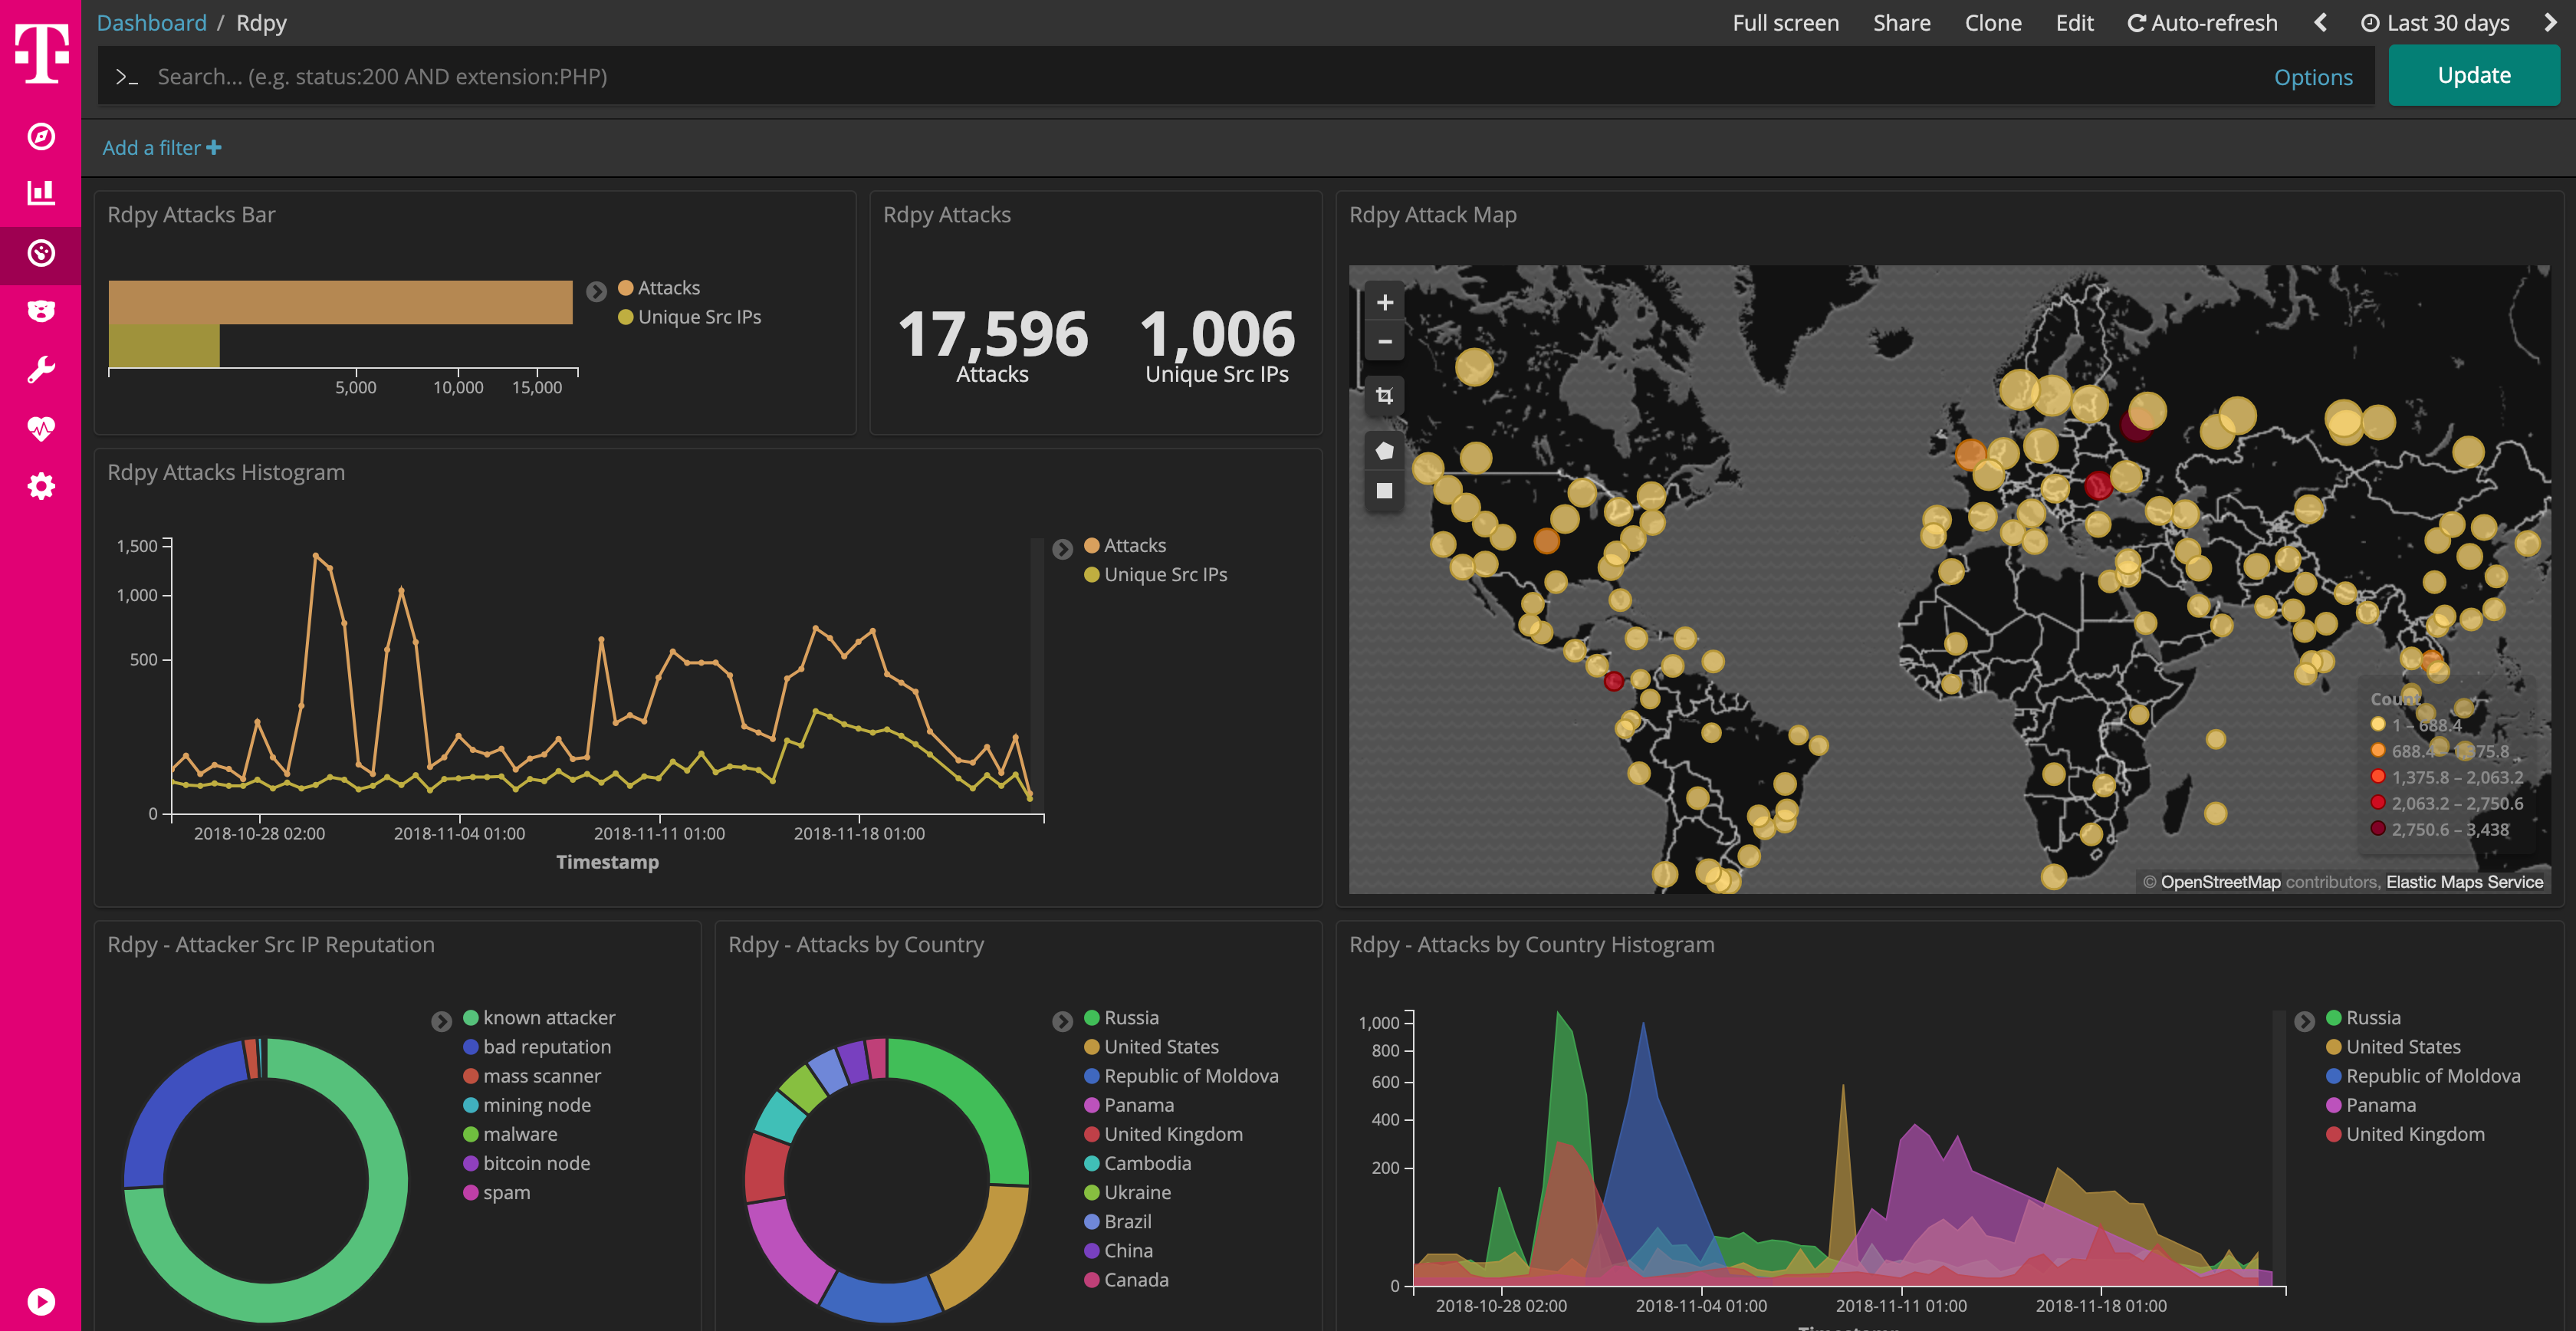 T
Dashboard / Rdpy
Full screen Share Clone Edit Auto-refresh Last 30 days
>_ Search... (e.g. status:200 AND extension:PHP) Options Update
Add a filter
Rdpy Attacks Bar
Attacks
Unique Src IPs
5,000 10,000 15,000
Rdpy Attacks
17,596 1,006
Attacks Unique Src IPs
Rdpy Attack Map
+
−
Count
1 – 688.4
1,375.8 – 2,063.2
2,063.2 – 2,750.6
2,750.6 – 3,438
© OpenStreetMap contributors, Elastic Maps Service
Rdpy Attacks Histogram
1,500
1,000
500
0
2018-10-28 02:00 2018-11-04 01:00 2018-11-11 01:00 2018-11-18 01:00
Timestamp
Attacks
Unique Src IPs
Rdpy - Attacker Src IP Reputation
known attacker
bad reputation
mass scanner
mining node
malware
bitcoin node
spam
Rdpy - Attacks by Country
Russia
United States
Republic of Moldova
Panama
United Kingdom
Cambodia
Ukraine
Brazil
China
Canada
Rdpy - Attacks by Country Histogram
1,000
800
600
400
200
0
2018-10-28 02:00 2018-11-04 01:00 2018-11-11 01:00 2018-11-18 01:00
Russia
United States
Republic of Moldova
Panama
United Kingdom